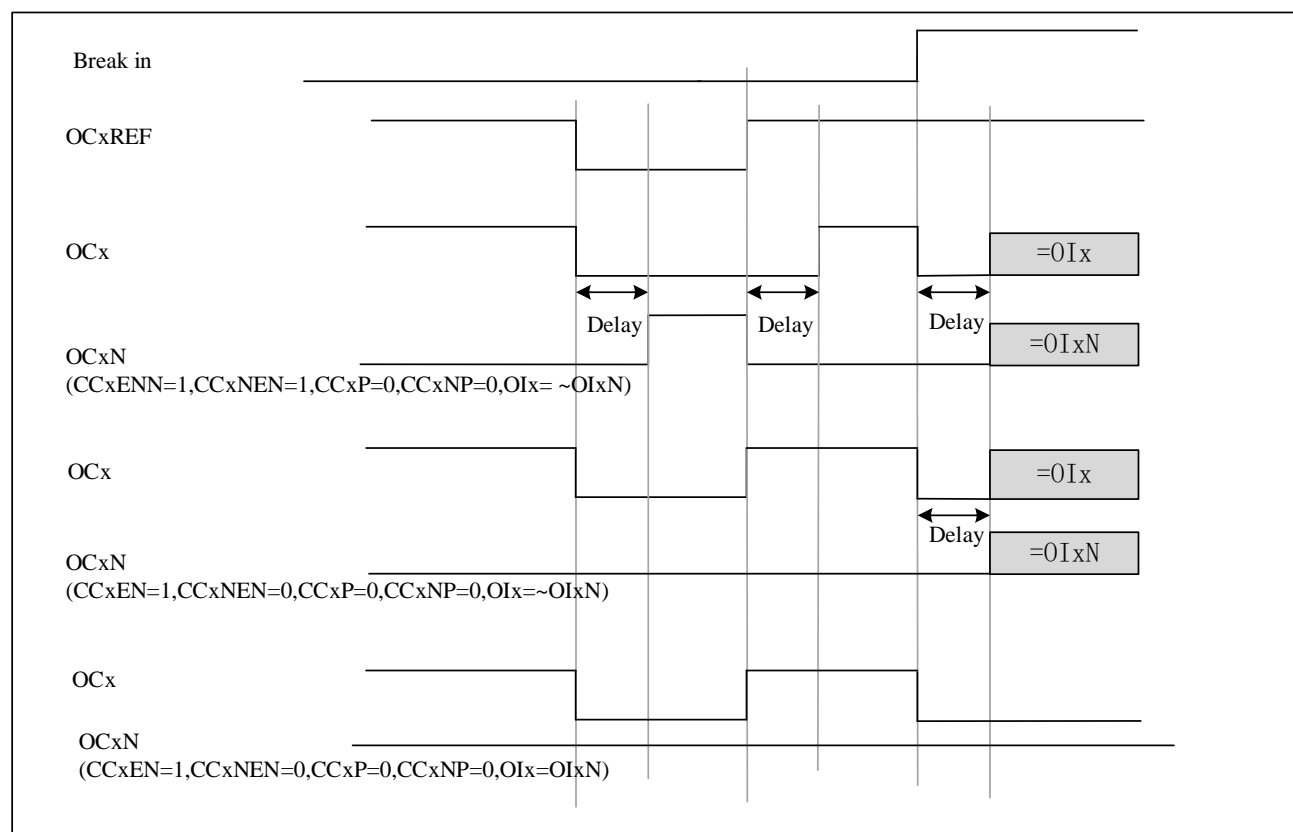 Break in
OCxREF
OCx
=OIx
Delay
Delay
Delay
=OIxN
OCxN
(CCxENN=1,CCxNEN=1,CCxP=0,CCxNP=0,OIx= ~OIxN)
OCx
=OIx
Delay
=OIxN
OCxN
(CCxEN=1,CCxNEN=0,CCxP=0,CCxNP=0,OIx=~OIxN)
OCx
OCxN
(CCxEN=1,CCxNEN=0,CCxP=0,CCxNP=0,OIx=OIxN)